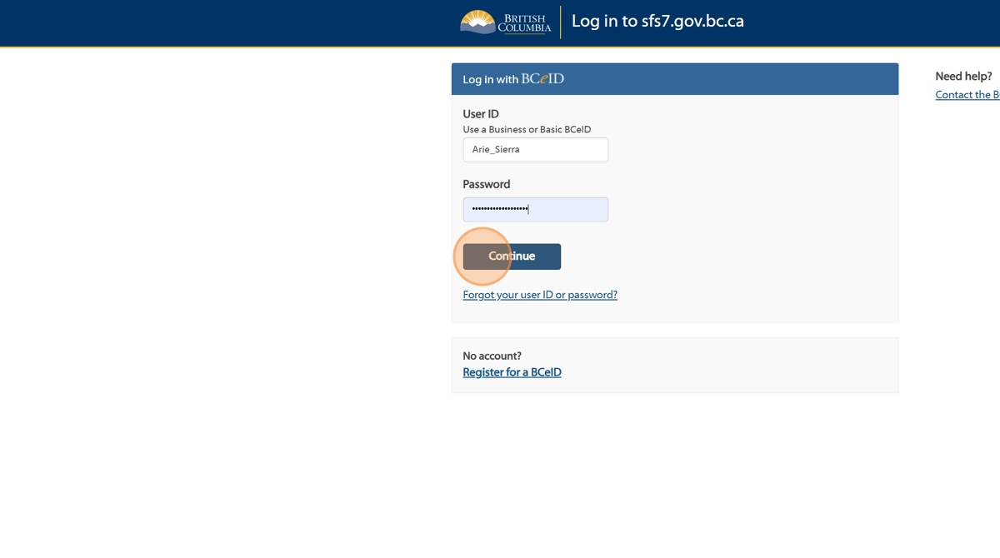 BRITISH
COLUMBIA
Log in to sfs7.gov.bc.ca
Log in with BCeID
Need help?
Contact the B
User ID
Use a Business or Basic BCeID
Arie_Sierra
Password
•••••••••••••••••••
Continue
Forgot your user ID or password?
No account?
Register for a BCeID